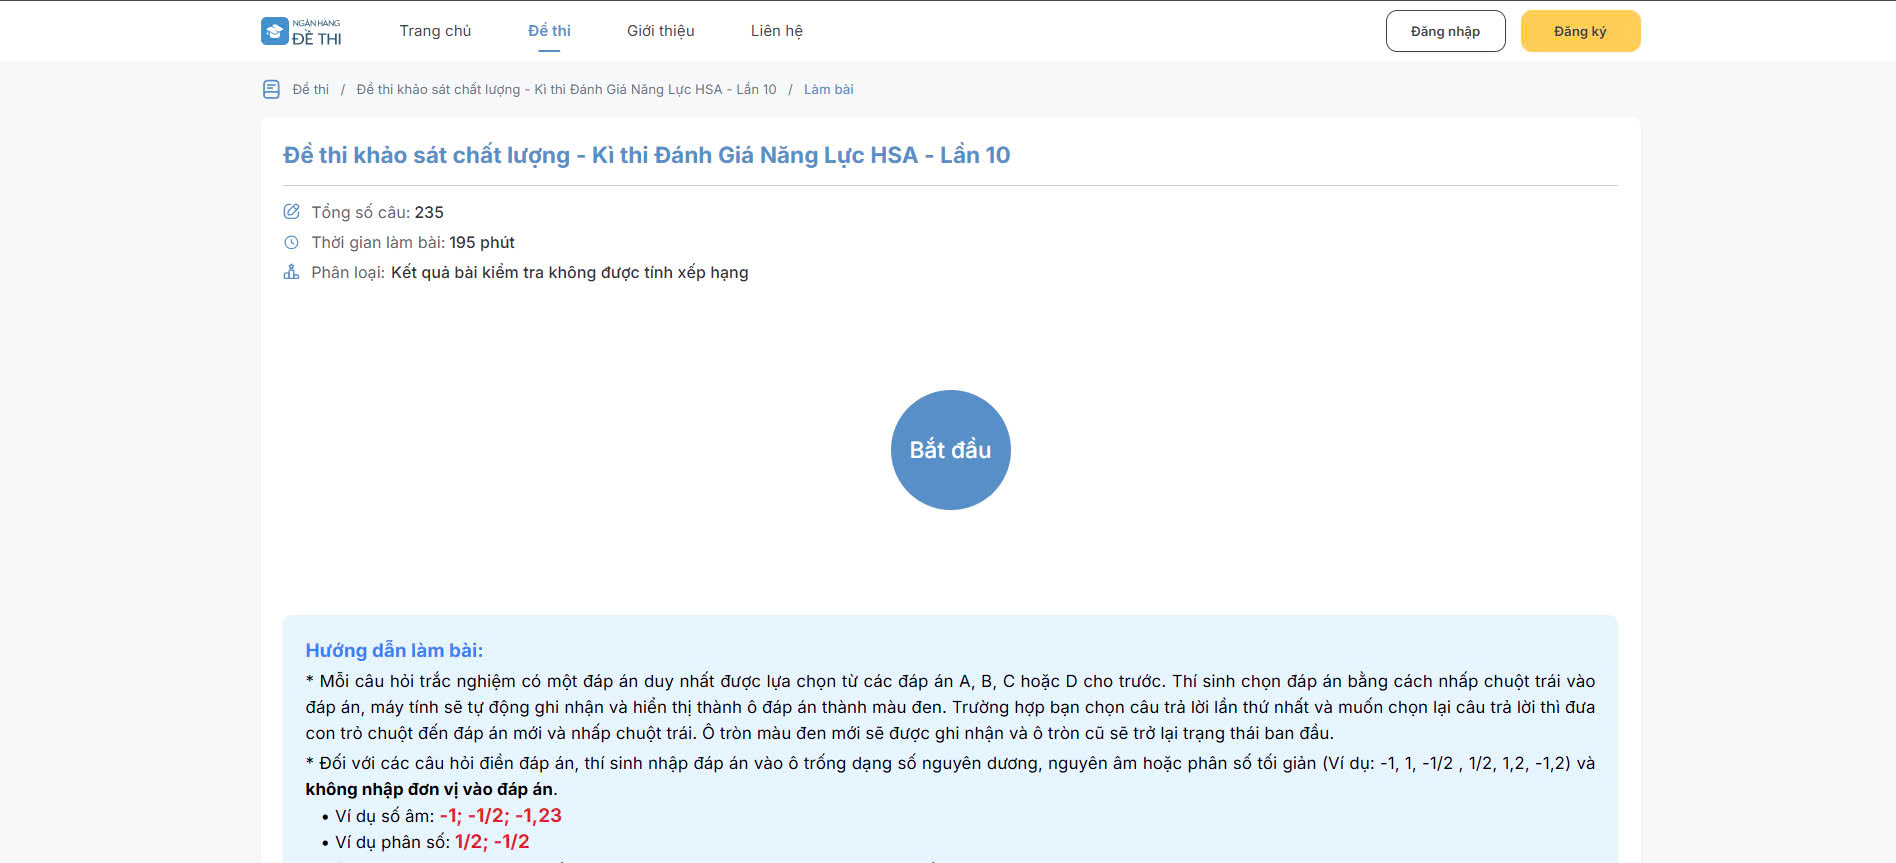 NGÂN HÀNG
ĐỀ THI
Trang chủ
Đề thi
Giới thiệu
Liên hệ
Đăng nhập
Đăng ký
Đề thi / Đề thi khảo sát chất lượng - Kì thi Đánh Giá Năng Lực HSA - Lần 10 / Làm bài
Đề thi khảo sát chất lượng - Kì thi Đánh Giá Năng Lực HSA - Lần 10
Tổng số câu: 235
Thời gian làm bài: 195 phút
Phân loại: Kết quả bài kiểm tra không được tính xếp hạng
Bắt đầu
Hướng dẫn làm bài:
* Mỗi câu hỏi trắc nghiệm có một đáp án duy nhất được lựa chọn từ các đáp án A, B, C hoặc D cho trước. Thí sinh chọn đáp án bằng cách nhấp chuột trái vào
đáp án, máy tính sẽ tự động ghi nhận và hiển thị thành ô đáp án thành màu đen. Trường hợp bạn chọn câu trả lời lần thứ nhất và muốn chọn lại câu trả lời thì đưa
con trỏ chuột đến đáp án mới và nhấp chuột trái. Ô tròn màu đen mới sẽ được ghi nhận và ô tròn cũ sẽ trở lại trạng thái ban đầu.
* Đối với các câu hỏi điền đáp án, thí sinh nhập đáp án vào ô trống dạng số nguyên dương, nguyên âm hoặc phân số tối giản (Ví dụ: -1, 1, -1/2 , 1/2, 1,2, -1,2) và
không nhập đơn vị vào đáp án.
• Ví dụ số âm: -1; -1/2; -1,23
• Ví dụ phân số: 1/2; -1/2